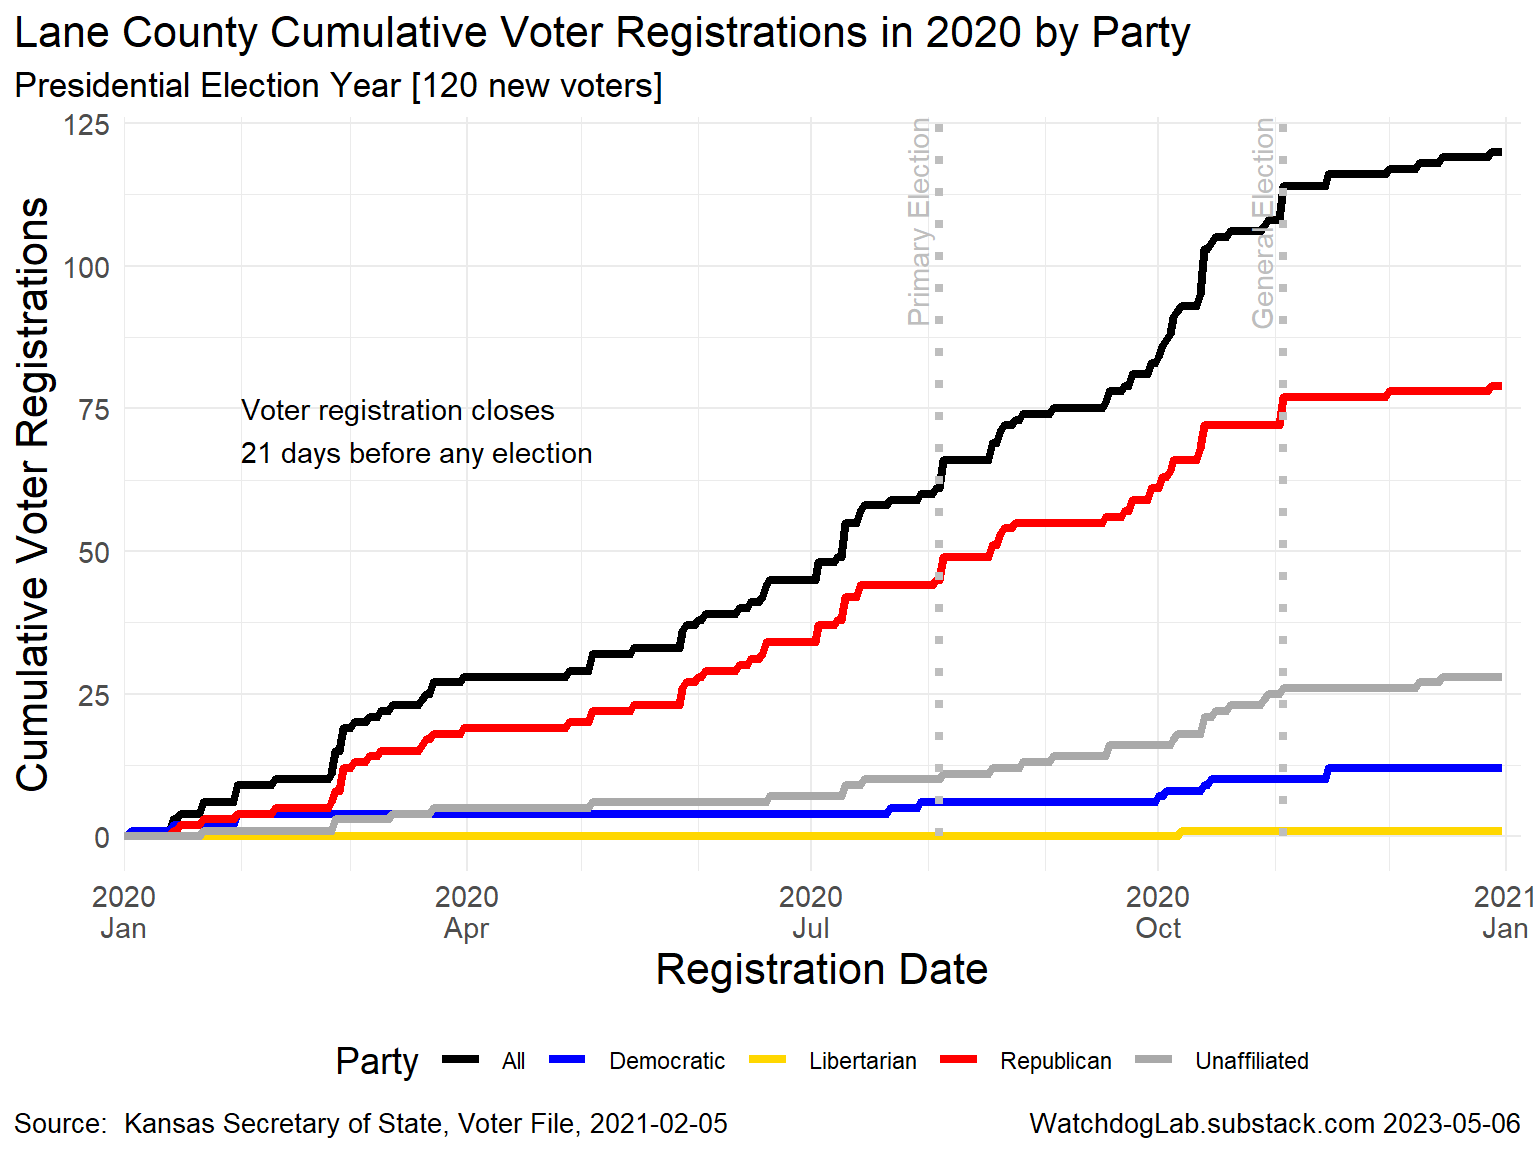 Lane County Cumulative Voter Registrations in 2020 by Party
Presidential Election Year [120 new voters]
Cumulative Voter Registrations
125
100
75
50
25
0
Primary Election
General Election
Voter registration closes
21 days before any election
2020 2020 2020 2020 2021
Jan Apr Jul Oct Jan
Registration Date
Party All Democratic Libertarian Republican Unaffiliated
Source:  Kansas Secretary of State, Voter File, 2021-02-05
WatchdogLab.substack.com 2023-05-06